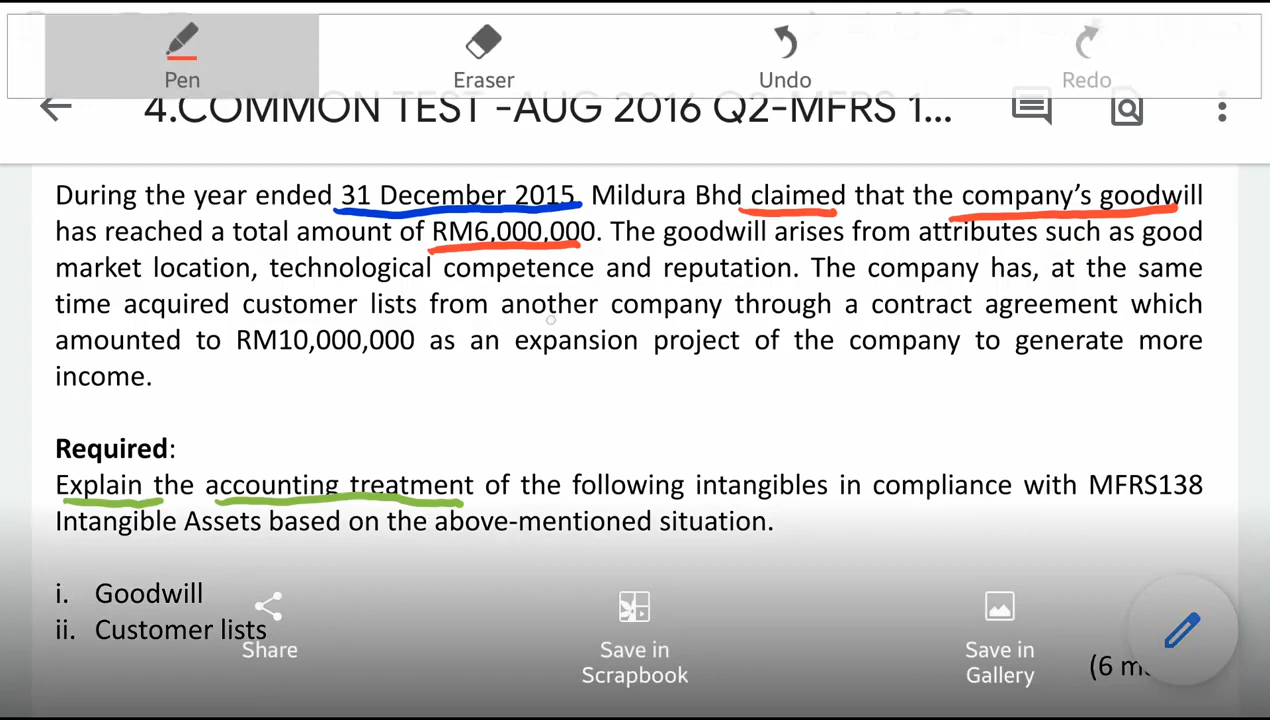 Pen
Eraser
Undo
Redo
4.COMMON TEST -AUG 2016 Q2-MFRS 1...
During the year ended 31 December 2015, Mildura Bhd claimed that the company's goodwill
has reached a total amount of RM6,000,000. The goodwill arises from attributes such as good
market location, technological competence and reputation. The company has, at the same
time acquired customer lists from another company through a contract agreement which
amounted to RM10,000,000 as an expansion project of the company to generate more
income.
Required:
Explain the accounting treatment of the following intangibles in compliance with MFRS138
Intangible Assets based on the above-mentioned situation.
i. Goodwill
ii. Customer lists
Share
Save in
Scrapbook
Save in
Gallery
(6